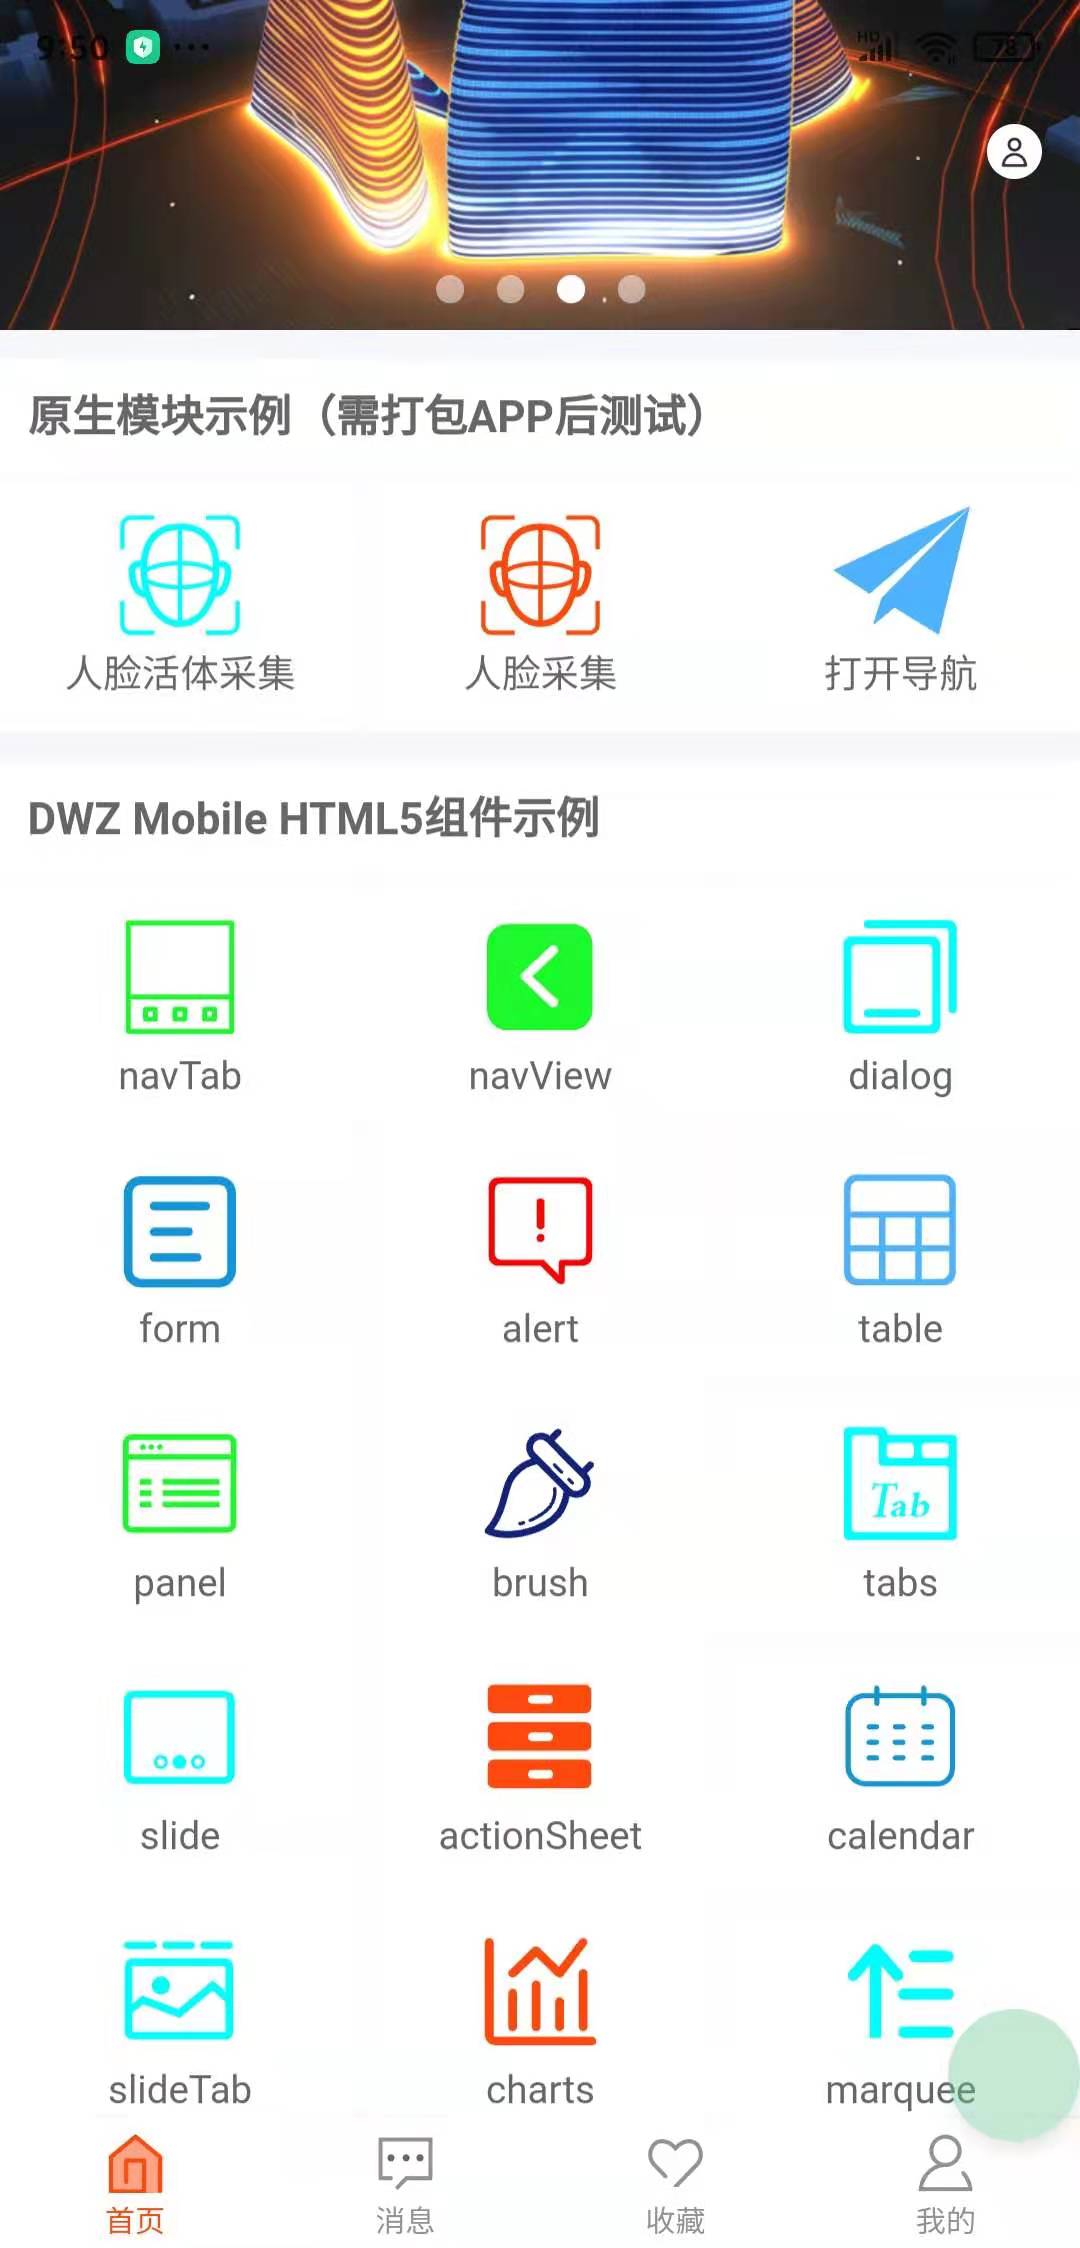 9:50
HD
78
原生模块示例（需打包APP后测试）
人脸活体采集 人脸采集 打开导航
DWZ Mobile HTML5组件示例
navTab navView dialog
form alert table
Tab
panel brush tabs
slide actionSheet calendar
slideTab charts marquee
首页 消息 收藏 我的